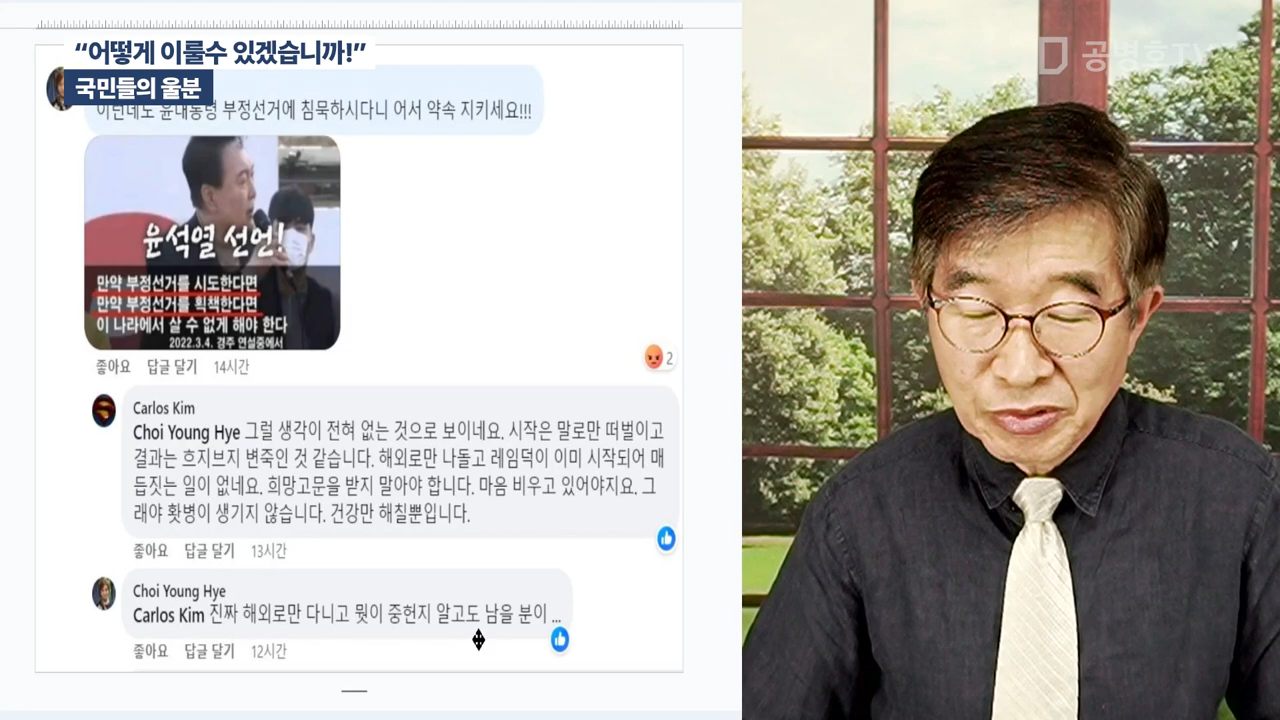 “어떻게 이룰수 있겠습니까!”
국민들의 울분
공병호TV
이런데도 윤대통령 부정선거에 침묵하시다니 어서 약속 지키세요!!!
윤석열 선언!
만약 부정선거를 시도한다면
만약 부정선거를 획책한다면
이 나라에서 살 수 없게 해야 한다
2022.3.4. 경주 연설중에서
좋아요 답글 달기 14시간
2
Carlos Kim
Choi Young Hye 그럴 생각이 전혀 없는 것으로 보이네요. 시작은 말로만 떠벌이고
결과는 흐지브지 변죽인 것 같습니다. 해외로만 나돌고 레임덕이 이미 시작되어 매
듭짓는 일이 없네요. 희망고문을 받지 말아야 합니다. 마음 비우고 있어야지요. 그
래야 홧병이 생기지 않습니다. 건강만 해칠뿐입니다.
좋아요 답글 달기 13시간
Choi Young Hye
Carlos Kim 진짜 해외로만 다니고 뭣이 중헌지 알고도 남을 분이 ...
좋아요 답글 달기 12시간